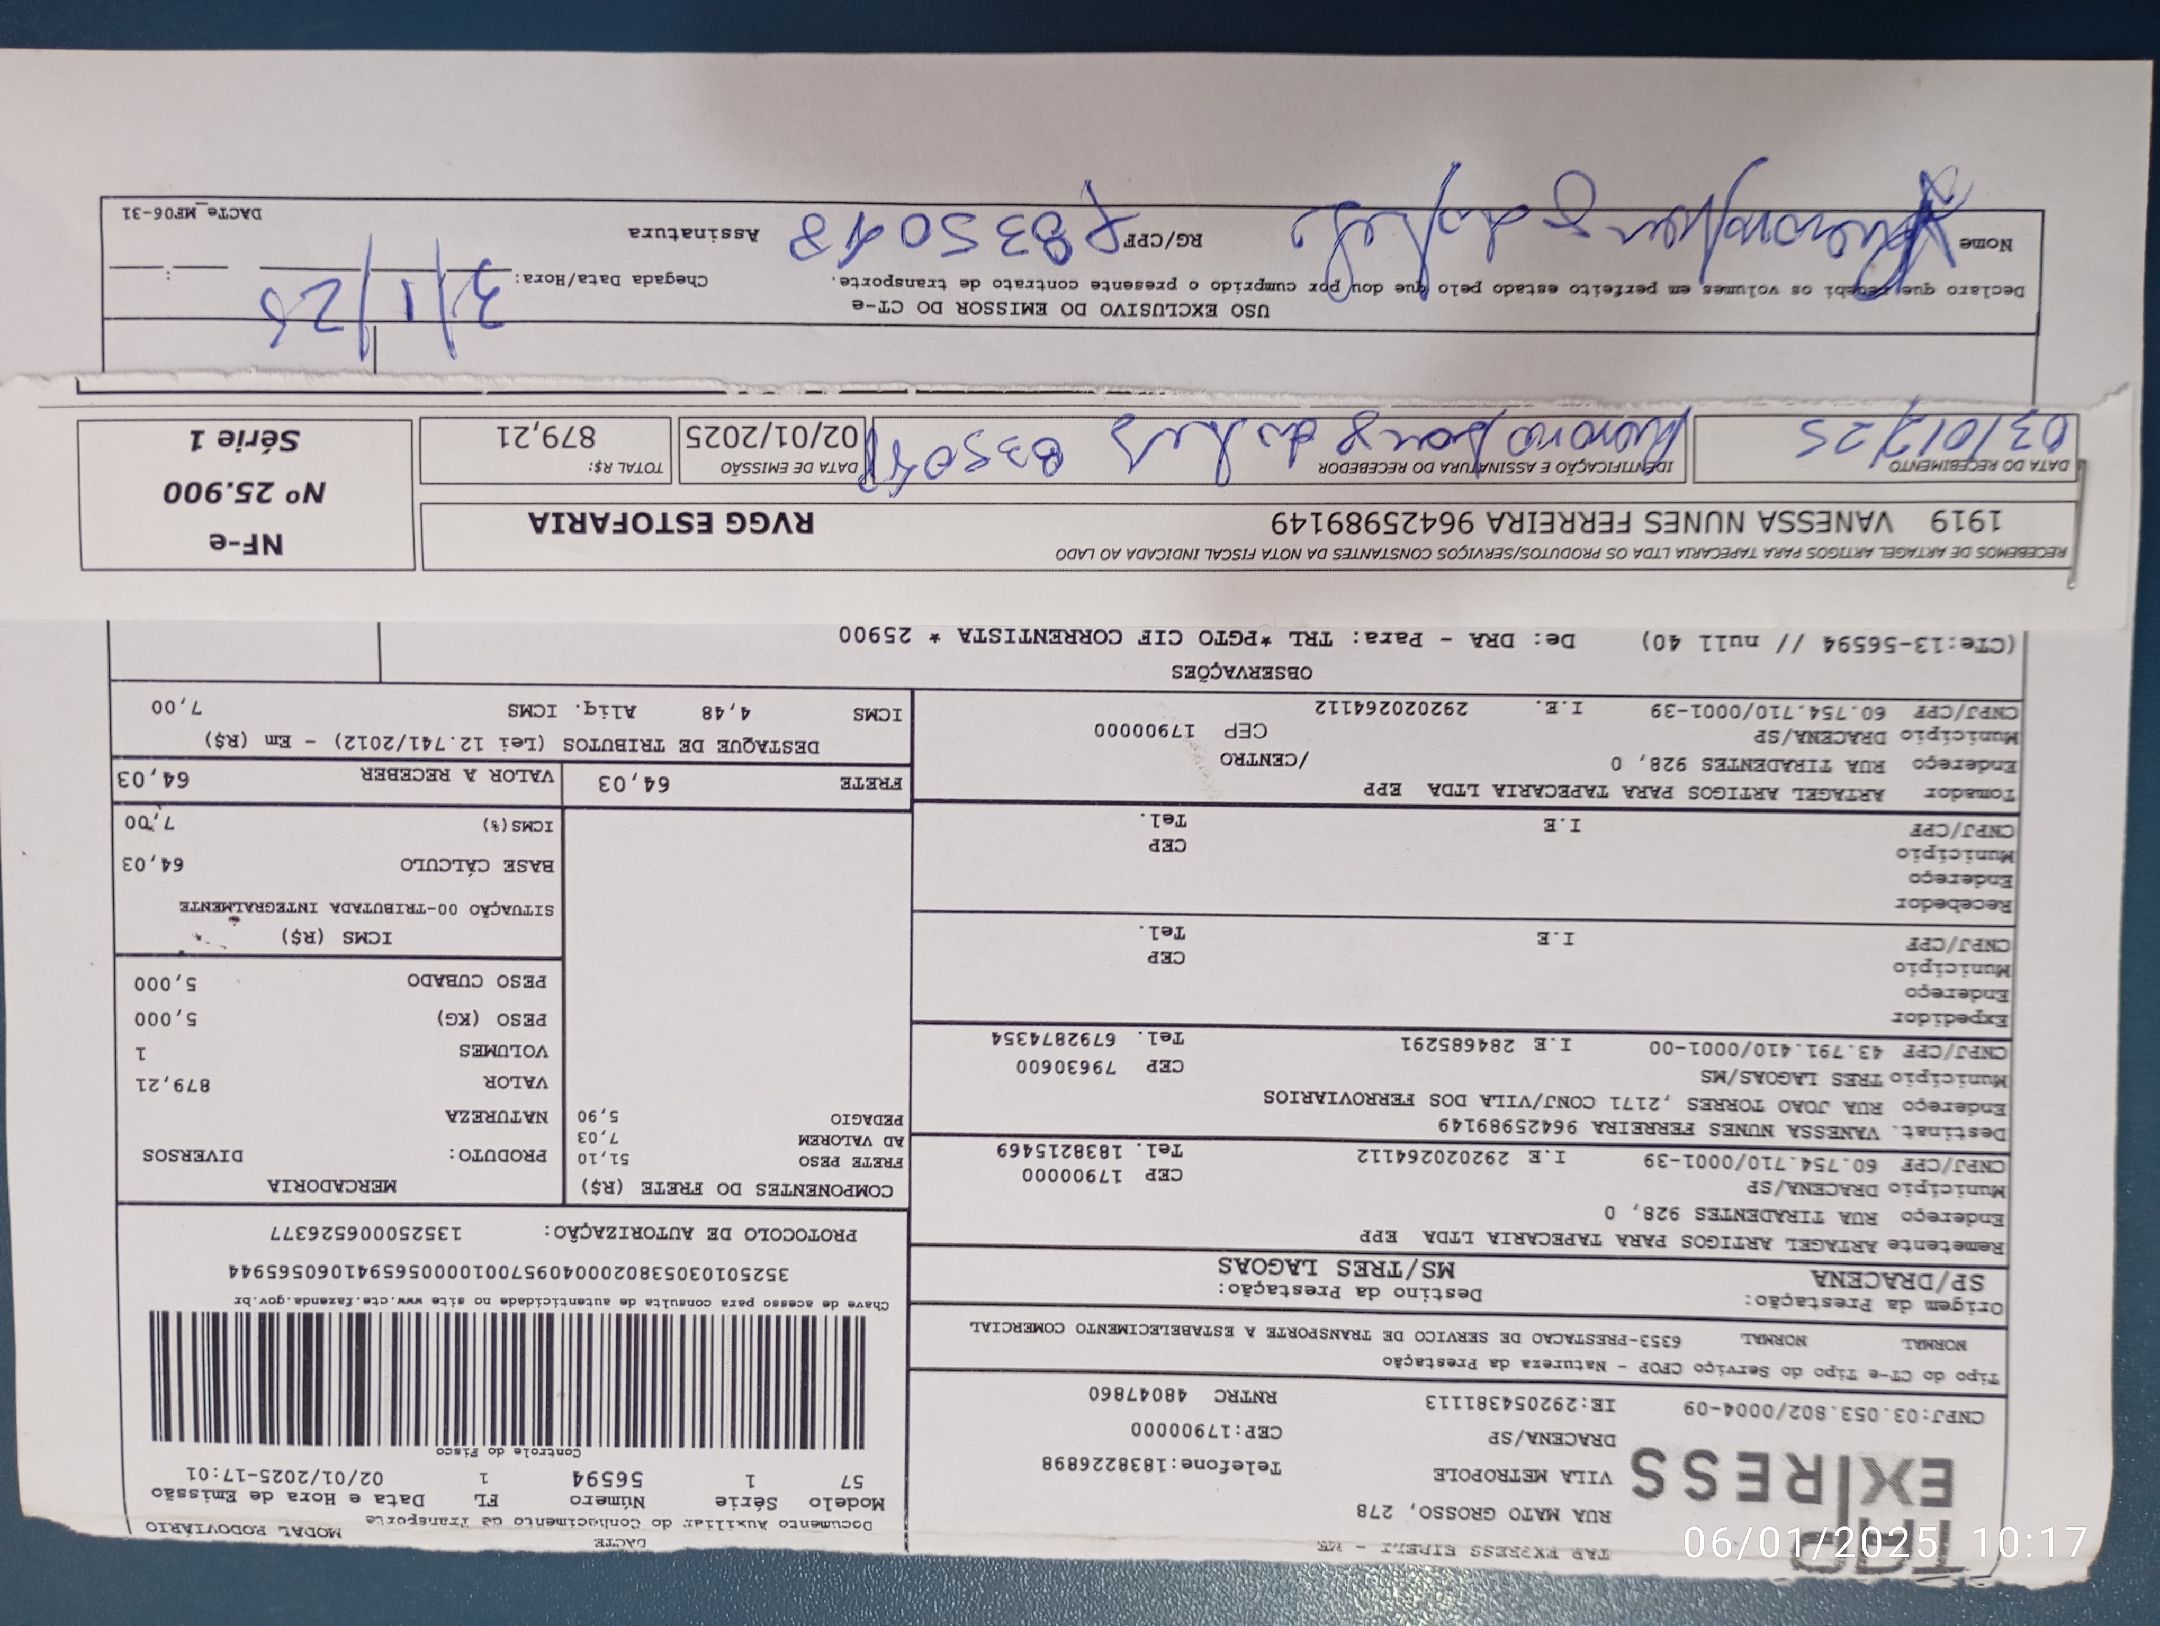 TAP EXPRESS
TAP EXPRESS EIRELI - ME
RUA MATO GROSSO, 278
VILA METROPOLE
Telefone:1838226898
DRACENA/SP
CEP:17900000
CNPJ:03.053.802/0004-09
IE:292054381113
RNTRC 48047860
Tipo do CT-e Tipo do Serviço CFOP - Natureza da Prestação
NORMAL NORMAL 6353-PRESTACAO DE SERVICO DE TRANSPORTE A ESTABELECIMENTO COMERCIAL
Origem da Prestação:
SP/DRACENA
Destino da Prestação:
MS/TRES LAGOAS
Remetente ARTAGEL ARTIGOS PARA TAPECARIA LTDA EPP
Endereço RUA TIRADENTES 928, 0
Município DRACENA/SP
CEP 17900000
CNPJ/CPF 60.754.710/0001-39
I.E 292020264112
Tel. 1838215469
Destinat. VANESSA NUNES FERREIRA 96425989149
Endereço RUA JOAO TORRES ,2171 CONJ/VILA DOS FERROVIARIOS
Município TRES LAGOAS/MS
CEP 79630600
CNPJ/CPF 43.791.410/0001-00
I.E 284685291
Tel. 6792874354
Expedidor
Endereço
Município
CEP
CNPJ/CPF
I.E
Tel.
Recebedor
Endereço
Município
CEP
CNPJ/CPF
I.E
Tel.
Tomador ARTAGEL ARTIGOS PARA TAPECARIA LTDA EPP
Endereço RUA TIRADENTES 928, 0
/CENTRO
Município DRACENA/SP
CEP 17900000
CNPJ/CPF 60.754.710/0001-39
I.E. 292020264112
DACTE
MODAL RODOVIÁRIO
Documento Auxiliar do Conhecimento de Transporte
Modelo Série Número FL Data e Hora de Emissão
57 1 56594 1 02/01/2025-17:01
Controle do Fisco
Chave de acesso para consulta de autenticidade no site www.cte.fazenda.gov.br
35250103053802000409570010000565941060565944
PROTOCOLO DE AUTORIZAÇÃO: 135250006526377
COMPONENTES DO FRETE (R$)
FRETE PESO 51,10
AD VALOREM 7,03
PEDAGIO 5,90
MERCADORIA
PRODUTO: DIVERSOS
NATUREZA
VALOR 879,21
VOLUMES 1
PESO (KG) 5,000
PESO CUBADO 5,000
ICMS (R$)
SITUAÇÃO 00-TRIBUTADA INTEGRALMENTE
BASE CÁLCULO 64,03
ICMS(%) 7,00
FRETE 64,03
VALOR A RECEBER 64,03
DESTAQUE DE TRIBUTOS (Lei 12.741/2012) - Em (R$)
ICMS 4,48 Aliq. ICMS 7,00
OBSERVAÇÕES
(CTe:13-56594 // null 40) De: DRA - Para: TRL *PGTO CIF CORRENTISTA * 25900
RECEBEMOS DE ARTAGEL ARTIGOS PARA TAPECARIA LTDA OS PRODUTOS/SERVIÇOS CONSTANTES DA NOTA FISCAL INDICADA AO LADO
1919 VANESSA NUNES FERREIRA 96425989149
RVGG ESTOFARIA
NF-e
Nº 25.900
Série 1
DATA DO RECEBIMENTO
03/01/25
IDENTIFICAÇÃO E ASSINATURA DO RECEBEDOR
DATA DE EMISSÃO
02/01/2025
TOTAL R$:
879,21
USO EXCLUSIVO DO EMISSOR DO CT-e
Declaro que recebi os volumes em perfeito estado pelo que dou por cumprido o presente contrato de transporte.
Chegada Data/Hora: 3/1/25
Nome
RG/CPF
Assinatura
DACTe_MF06-31
06/01/2025 10:17